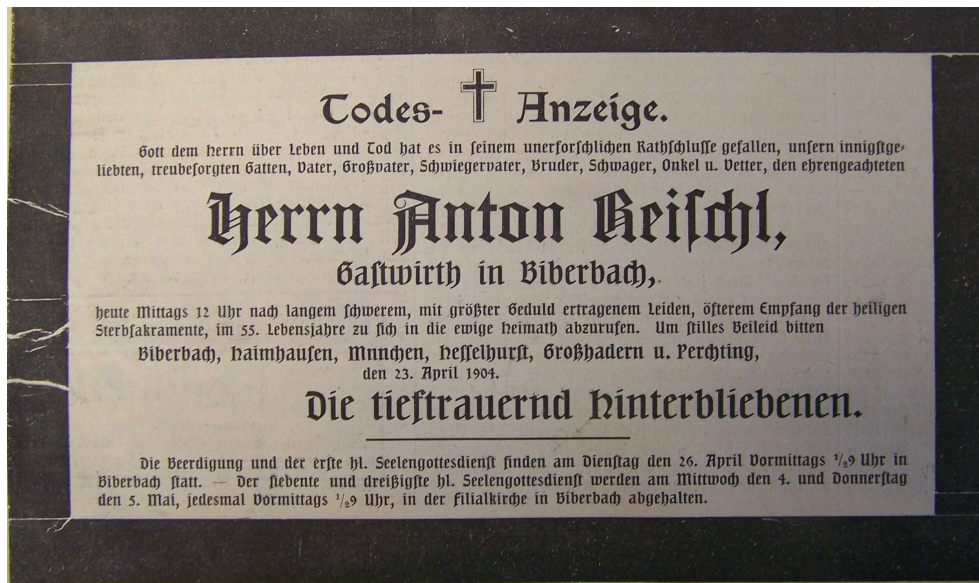 Todes- Anzeige.
Gott dem Herrn über Leben und Tod hat es in seinem unerforschlichen Rathschlusse gefallen, unsern innigstge-
liebten, treubesorgten Gatten, Vater, Großvater, Schwiegervater, Bruder, Schwager, Onkel u. Vetter, den ehrengeachteten
Herrn Anton Reischl,
Gastwirth in Biberbach,
heute Mittags 12 Uhr nach langem schwerem, mit größter Geduld ertragenem Leiden, öfterem Empfang der heiligen
Sterbsakramente, im 55. Lebensjahre zu sich in die ewige Heimath abzurufen. Um stilles Beileid bitten
Biberbach, Haimhausen, Mnnchen, Hesselhurst, Großhadern u. Perchting,
den 23. April 1904.
Die tieftrauernd Hinterbliebenen.
Die Beerdigung und der erste hl. Seelengottesdienst finden am Dienstag den 26. April Vormittags 1/29 Uhr in
Biberbach statt. — Der siebente und dreißigste hl. Seelengottesdienst werden am Mittwoch den 4. und Donnerstag
den 5. Mai, jedesmal Vormittags 1/29 Uhr, in der Filialkirche in Biberbach abgehalten.